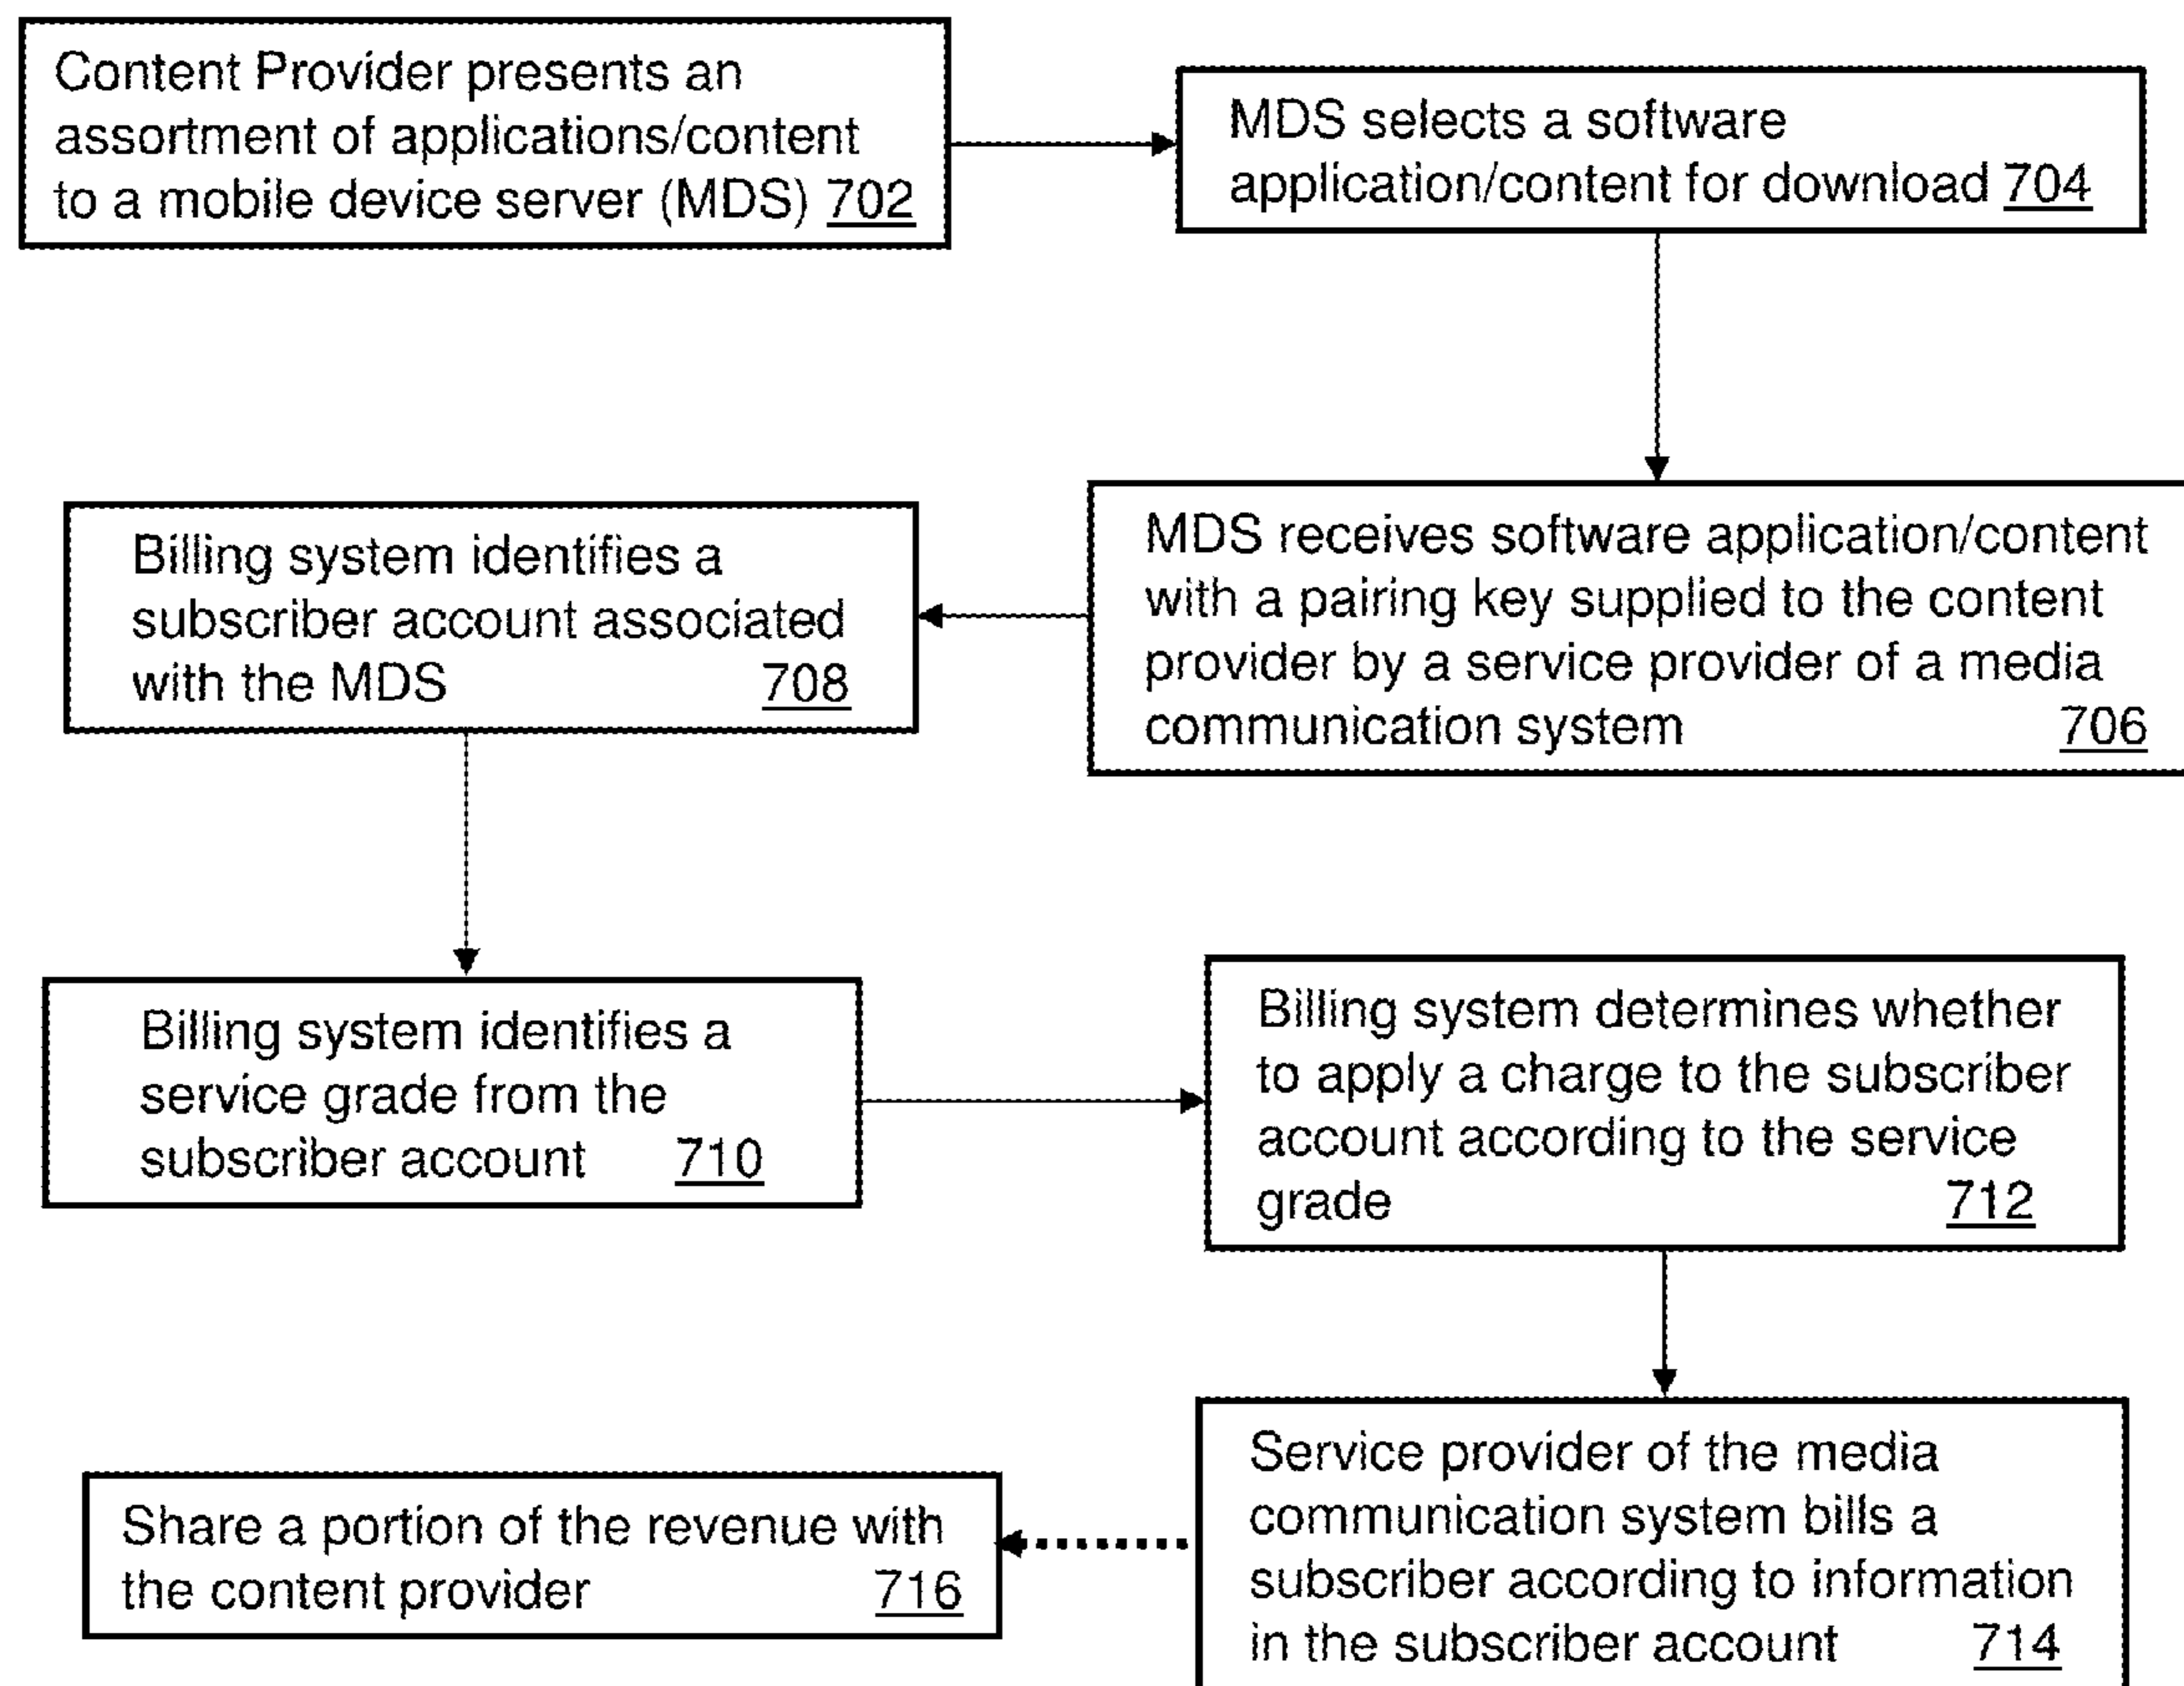 Content Provider presents an
assortment of applications/content
to a mobile device server (MDS) 702
MDS selects a software
application/content for download 704
MDS receives software application/content
with a pairing key supplied to the content
provider by a service provider of a media
communication system 706
Billing system identifies a
subscriber account associated
with the MDS 708
Billing system identifies a
service grade from the
subscriber account 710
Billing system determines whether
to apply a charge to the subscriber
account according to the service
grade 712
Service provider of the media
communication system bills a
subscriber according to information
in the subscriber account 714
Share a portion of the revenue with
the content provider 716